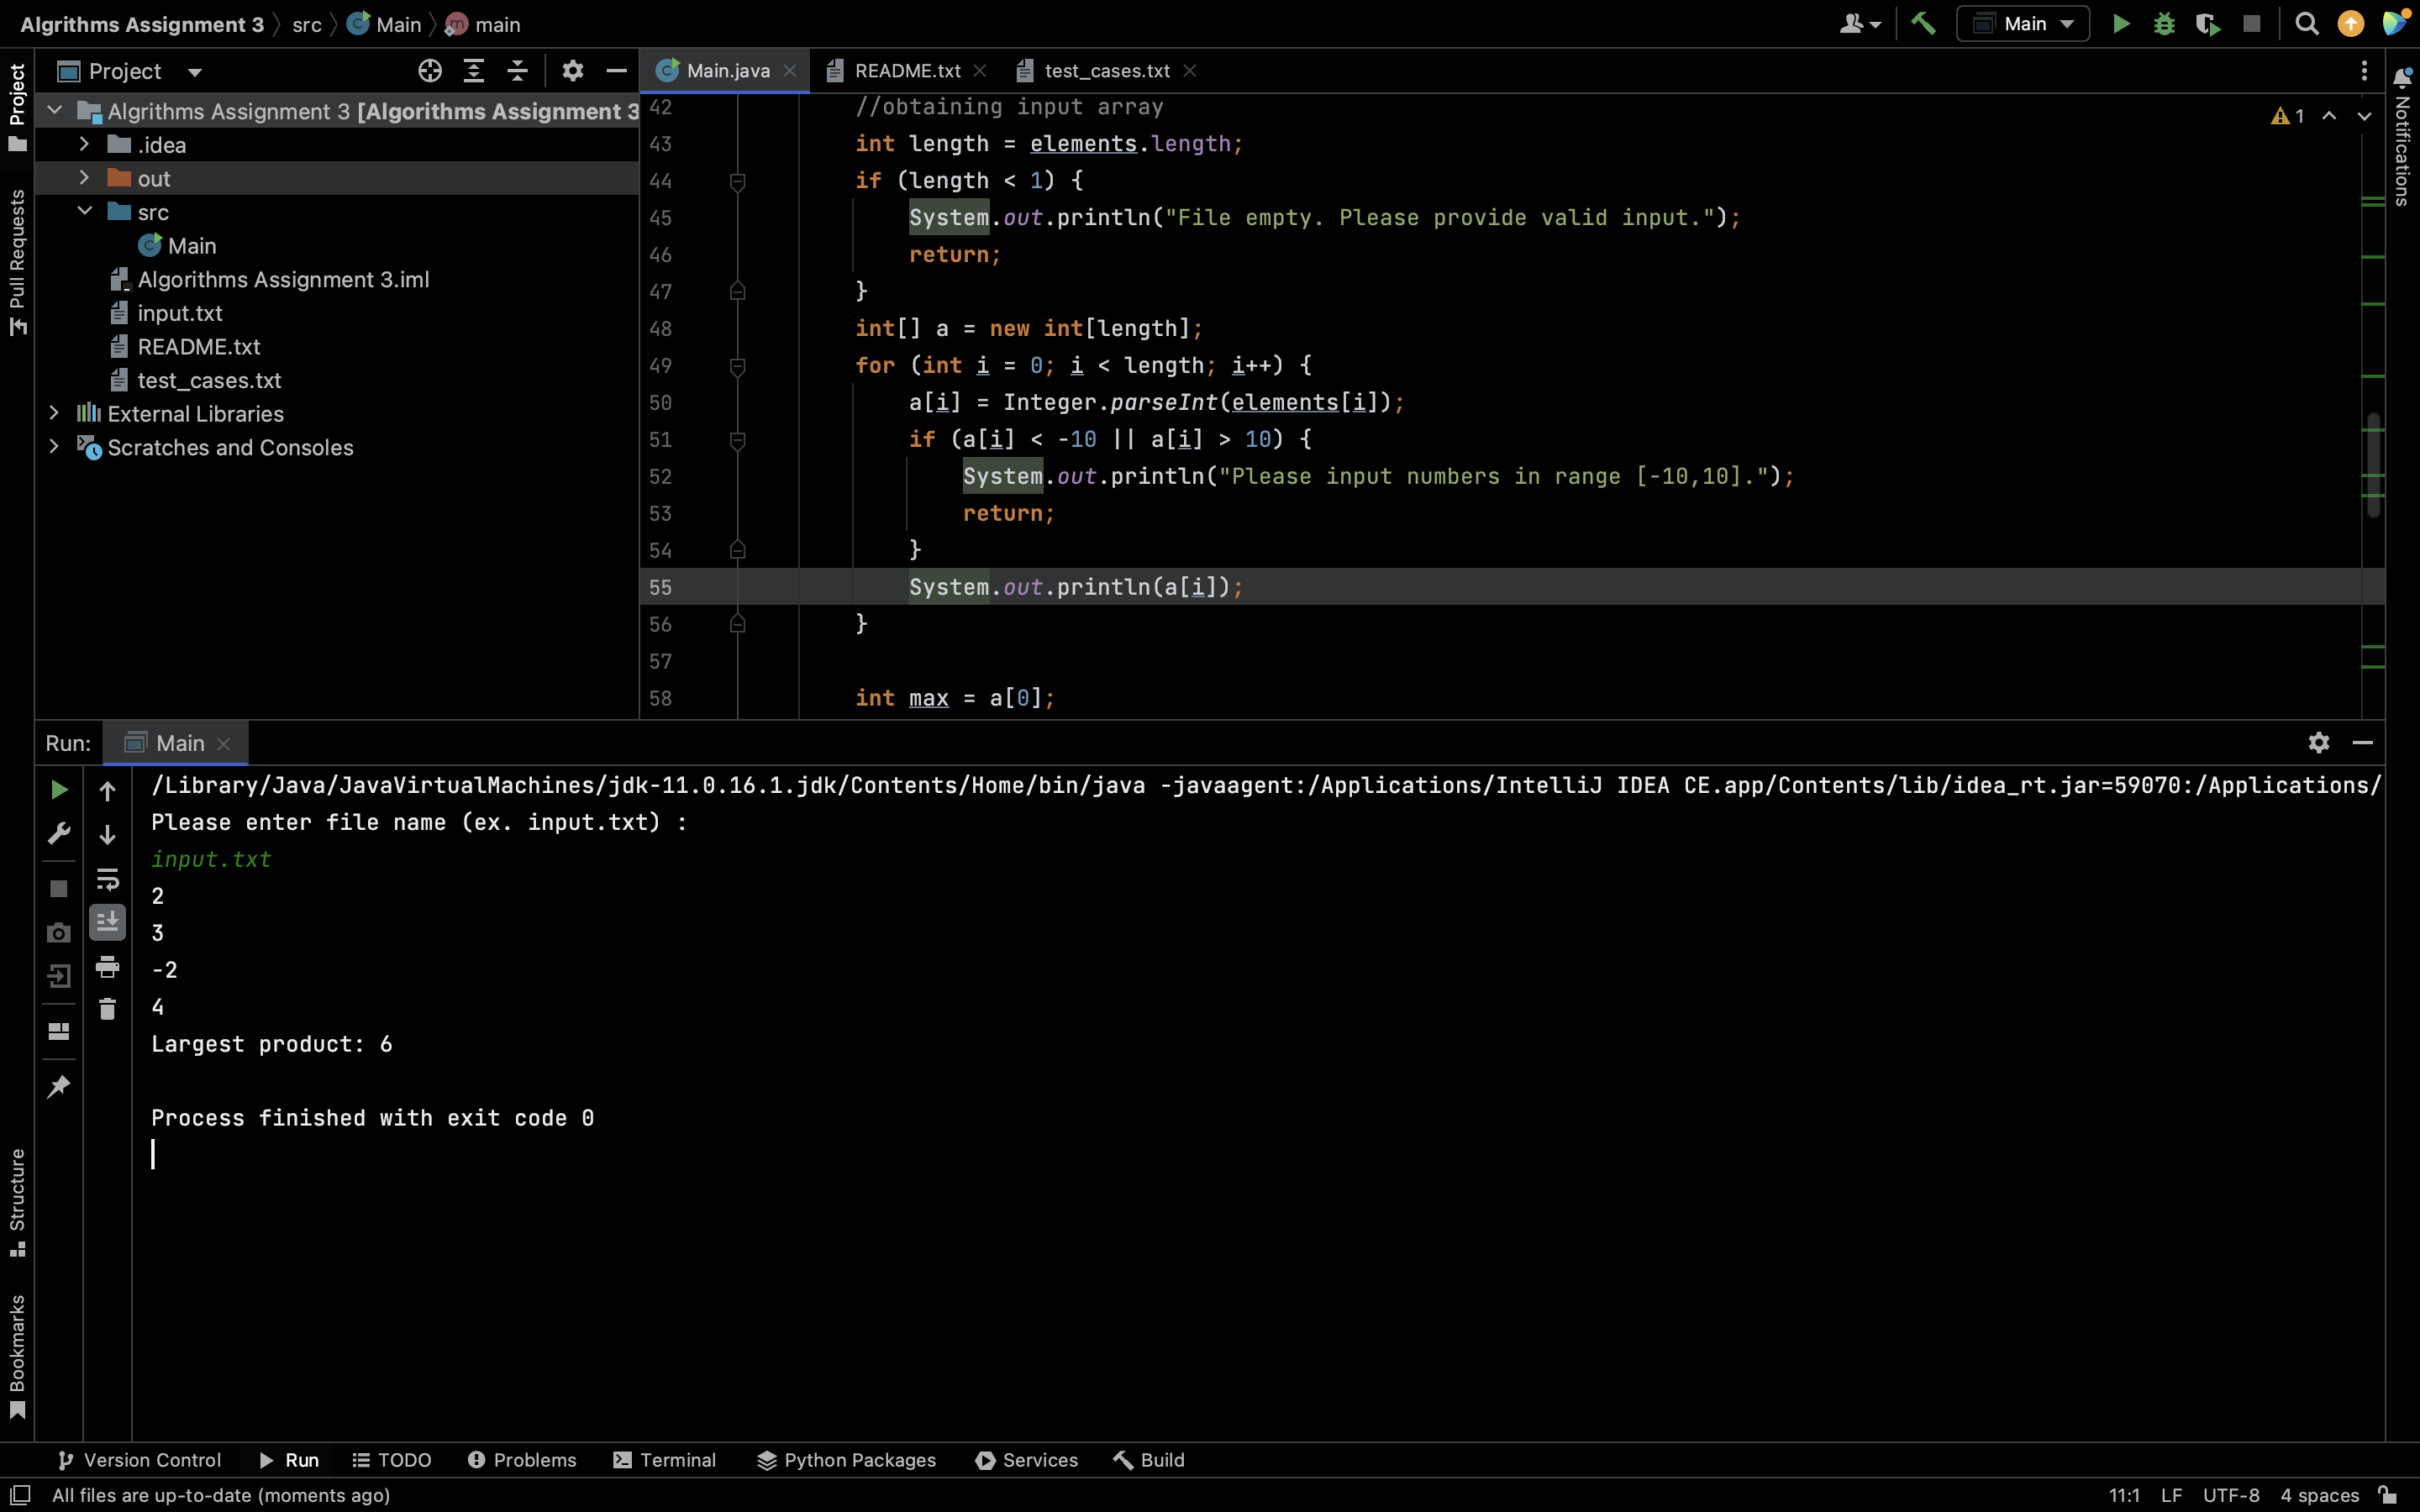 Algrithms Assignment 3 src Main main
Main
Project
Project
Algrithms Assignment 3 [Algorithms Assignment 3
.idea
out
src
Main
Algorithms Assignment 3.iml
input.txt
README.txt
test_cases.txt
External Libraries
Scratches and Consoles
Pull Requests
Main.java README.txt test_cases.txt
1
Notifications
42 //obtaining input array
43 int length = elements.length;
44 if (length < 1) {
45 System.out.println("File empty. Please provide valid input.");
46 return;
47 }
48 int[] a = new int[length];
49 for (int i = 0; i < length; i++) {
50 a[i] = Integer.parseInt(elements[i]);
51 if (a[i] < -10 || a[i] > 10) {
52 System.out.println("Please input numbers in range [-10,10].");
53 return;
54 }
55 System.out.println(a[i]);
56 }
57
58 int max = a[0];
Run: Main
/Library/Java/JavaVirtualMachines/jdk-11.0.16.1.jdk/Contents/Home/bin/java -javaagent:/Applications/IntelliJ IDEA CE.app/Contents/lib/idea_rt.jar=59070:/Applications/
Please enter file name (ex. input.txt) :
input.txt
2
3
-2
4
Largest product: 6
Process finished with exit code 0
Structure
Bookmarks
Version Control Run TODO Problems Terminal Python Packages Services Build
All files are up-to-date (moments ago) 11:1 LF UTF-8 4 spaces